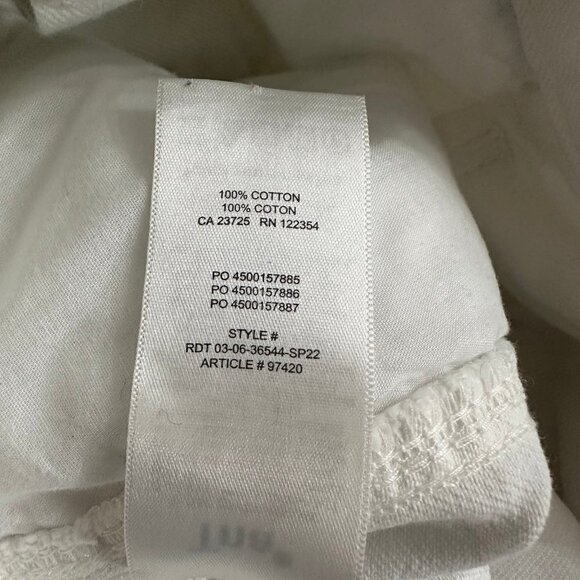 100% COTTON
100% COTON
CA 23725 RN 122354
PO 4500157885
PO 4500157886
PO 4500157887
STYLE #
RDT 03-06-36544-SP22
ARTICLE # 97420